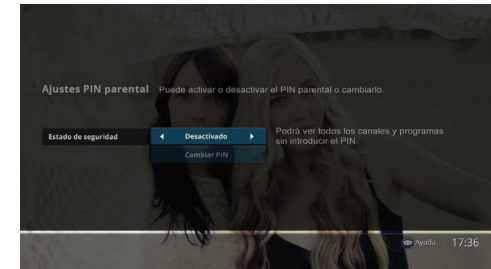 Ajustes PIN parental Puede activar o desactivar el PIN parental o cambiarlo.
Estado de seguridad Desactivado Podrá ver todos los canales y programas
sin introducir el PIN.
Cambiar PIN
Ayuda 17:36